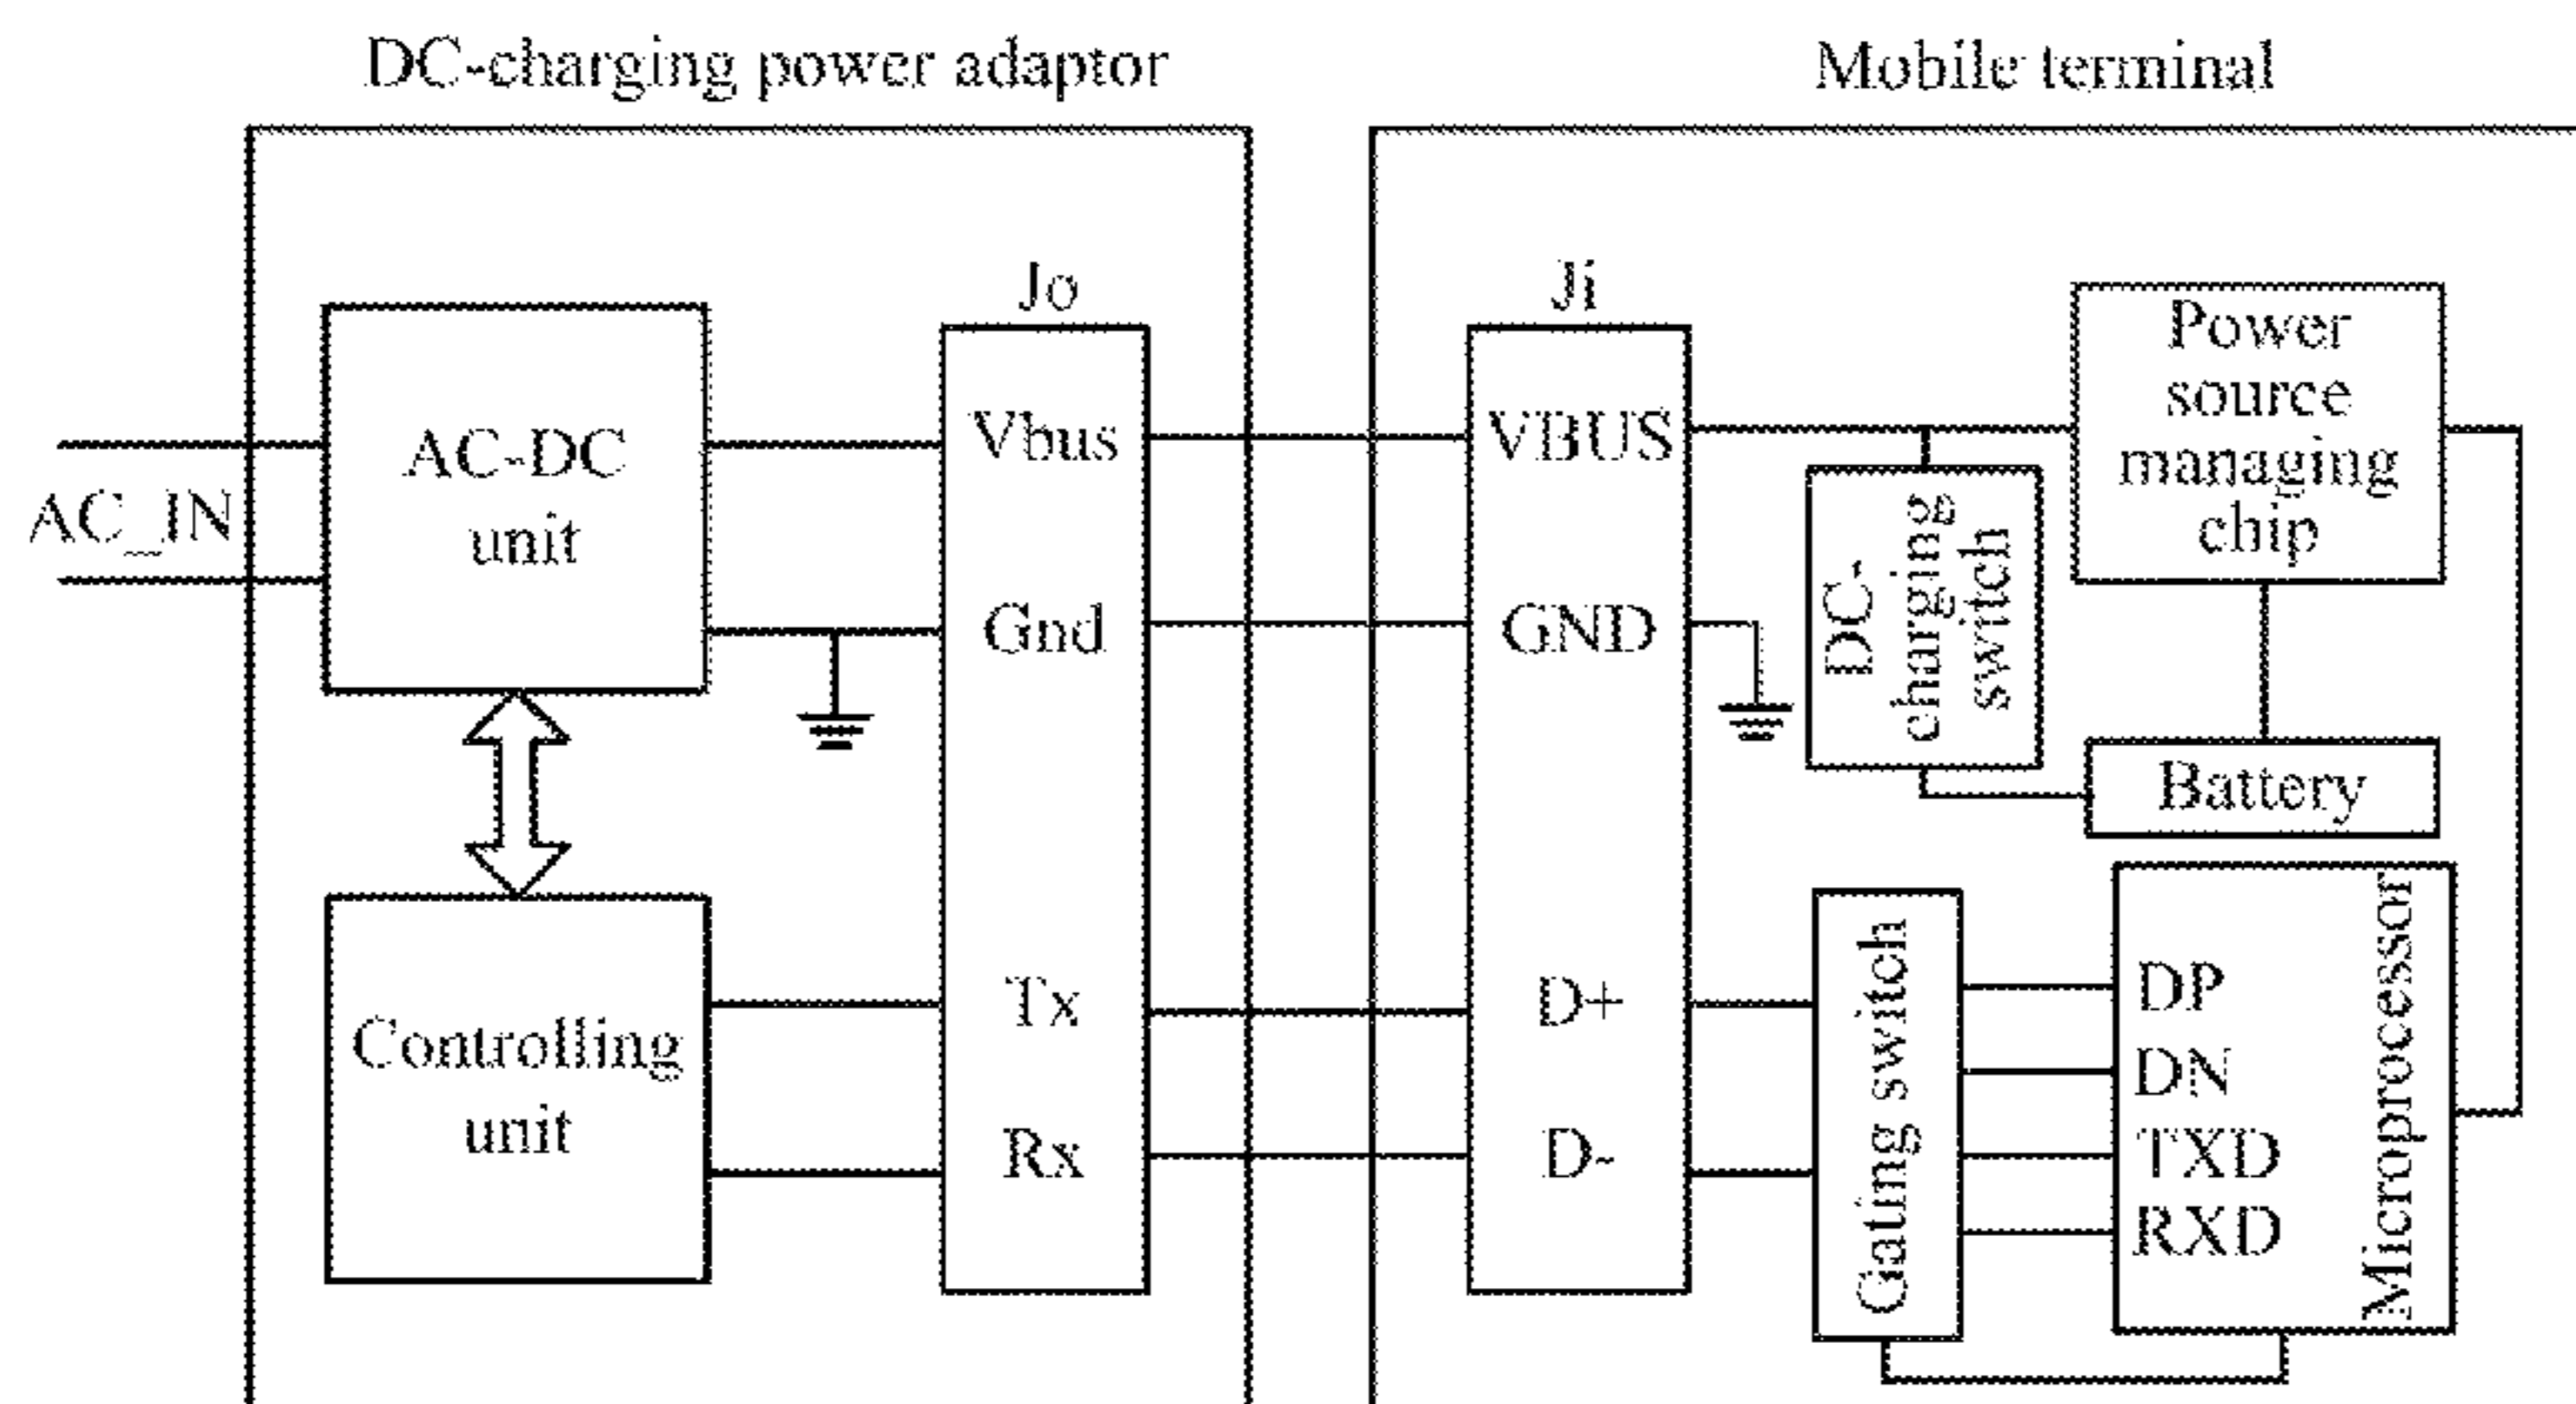 DC-charging power adaptor
Mobile terminal
AC_IN
AC-DC
unit
Controlling
unit
Jo
Vbus
Gnd
Tx
Rx
Ji
VBUS
GND
D+
D-
DC-
charging
switch
Power
source
managing
chip
Battery
Gating switch
DP
DN
TXD
RXD
Microprocessor